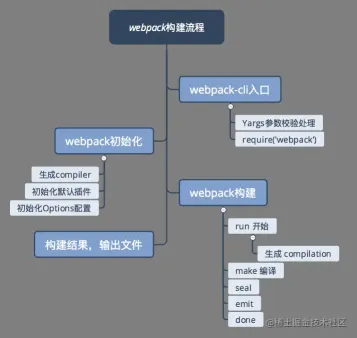 webpack构建流程
webpack-cli入口
Yargs参数校验处理
require('webpack')
webpack初始化
生成compiler
初始化默认插件
初始化Options配置
webpack构建
run 开始
生成 compilation
make 编译
seal
emit
done
构建结果，输出文件
@稀土掘金技术社区